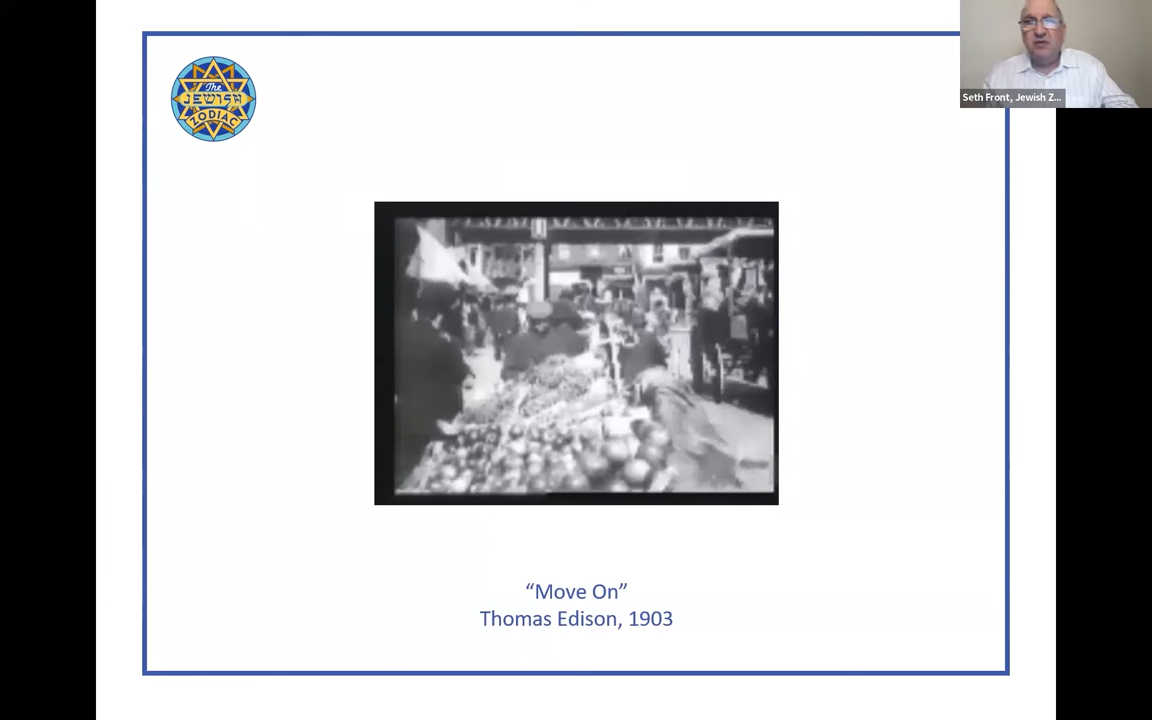 The
JEWISH
ZODIAC
Seth Front, Jewish Z...
“Move On”
Thomas Edison, 1903